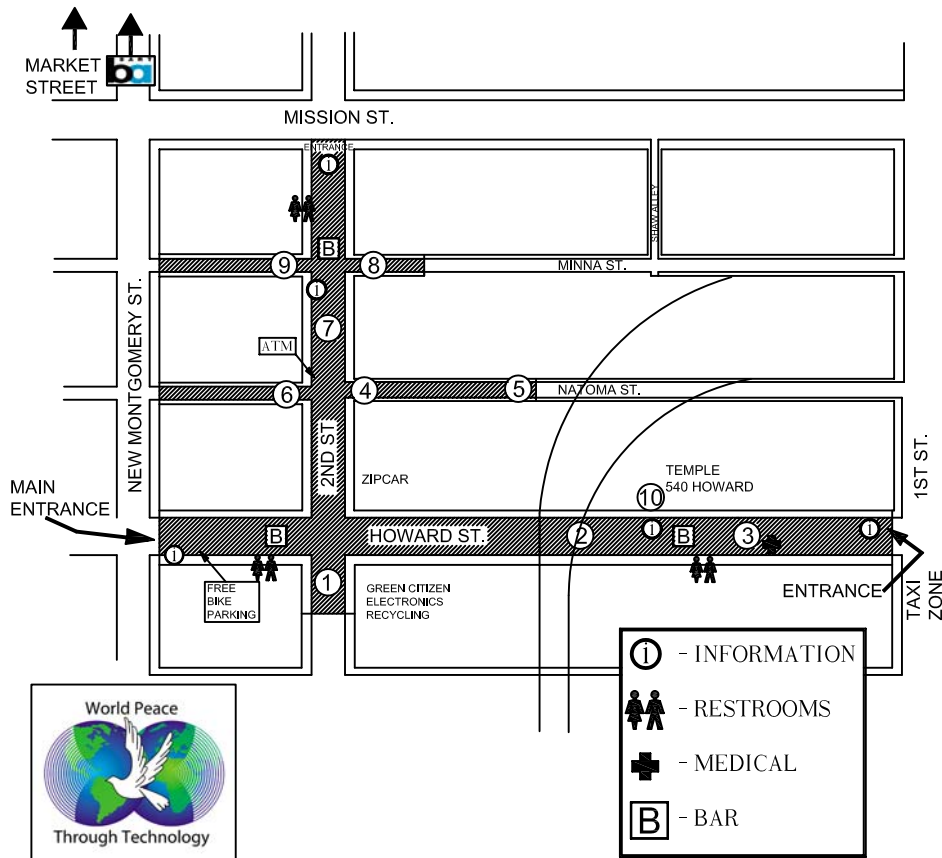 MARKET
STREET
ba
MISSION ST.
ENTRANCE
i
SHAW ALLEY
B
9
8
MINNA ST.
i
7
NEW MONTGOMERY ST.
ATM
6
4
5
NATOMA ST.
2ND ST.
ZIPCAR
TEMPLE
540 HOWARD
10
1ST ST.
MAIN
ENTRANCE
B
HOWARD ST.
2
i
B
3
i
i
FREE
BIKE
PARKING
1
GREEN CITIZEN
ELECTRONICS
RECYCLING
ENTRANCE
TAXI
ZONE
i - INFORMATION
- RESTROOMS
- MEDICAL
B - BAR
World Peace
Through Technology